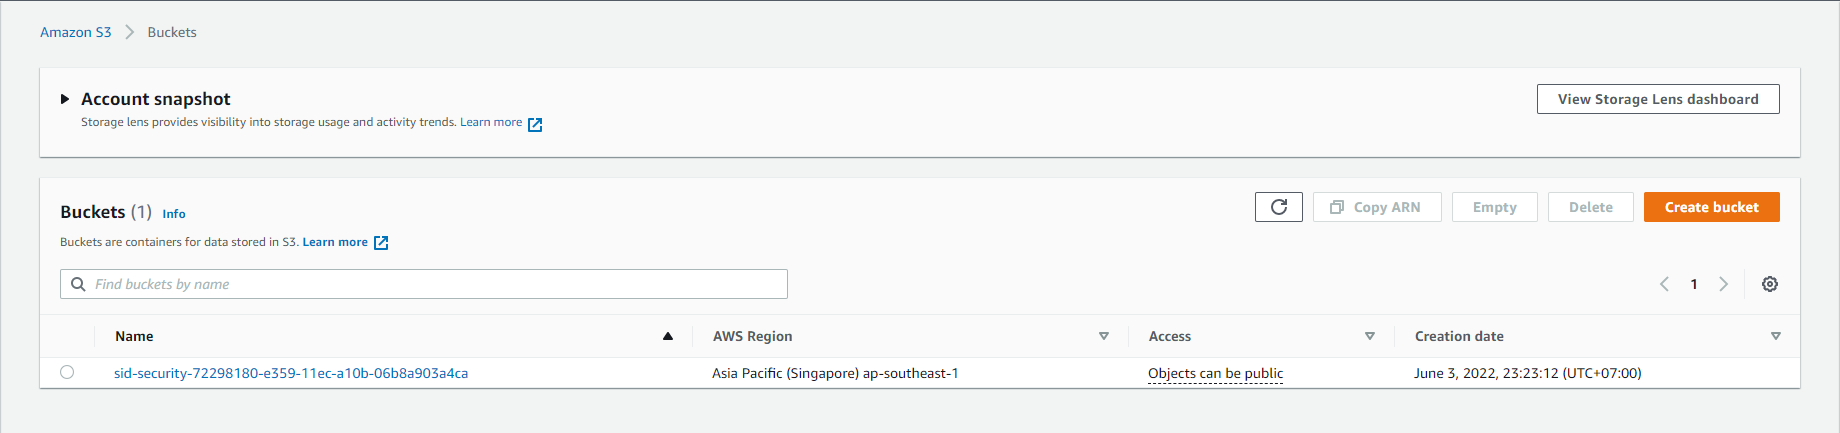 Amazon S3 > Buckets
Account snapshot
View Storage Lens dashboard
Storage lens provides visibility into storage usage and activity trends. Learn more
Buckets (1) Info
Copy ARN Empty Delete Create bucket
Buckets are containers for data stored in S3. Learn more
Find buckets by name
1
Name AWS Region Access Creation date
sid-security-72298180-e359-11ec-a10b-06b8a903a4ca Asia Pacific (Singapore) ap-southeast-1 Objects can be public June 3, 2022, 23:23:12 (UTC+07:00)